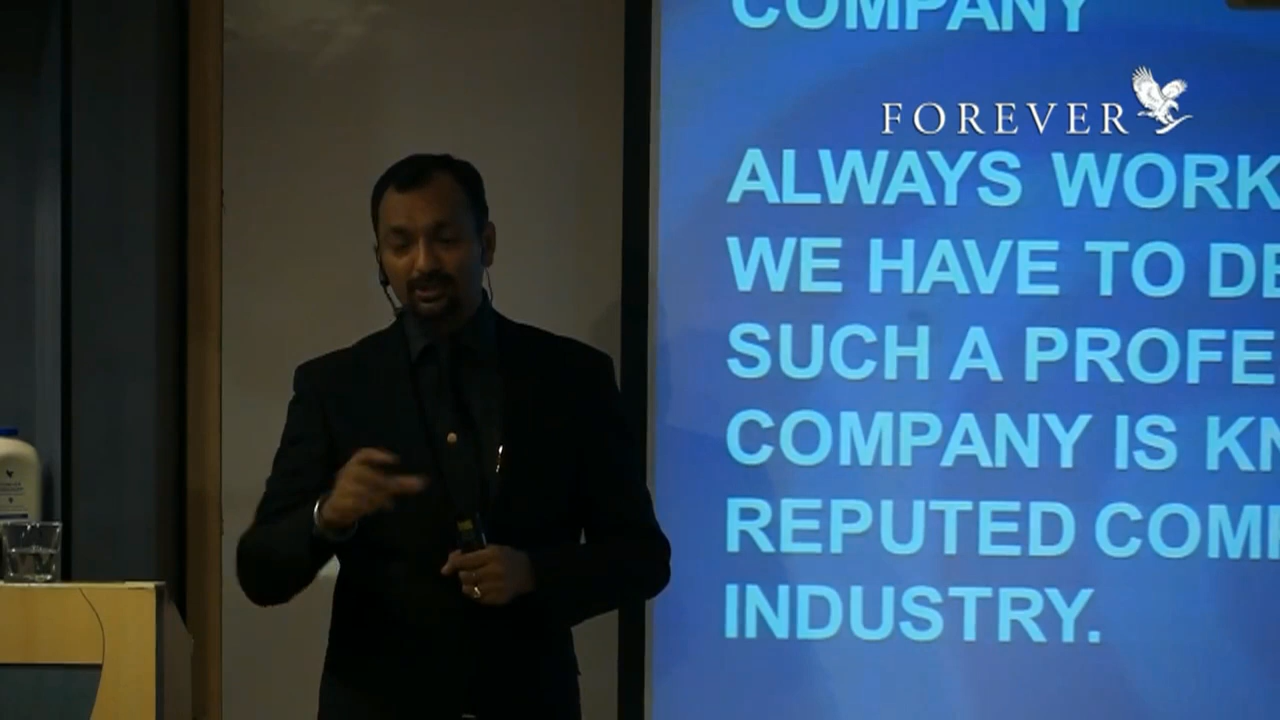 COMPANY
FOREVER
ALWAYS WORK
WE HAVE TO DE
SUCH A PROFE
COMPANY IS KN
REPUTED COM
INDUSTRY.